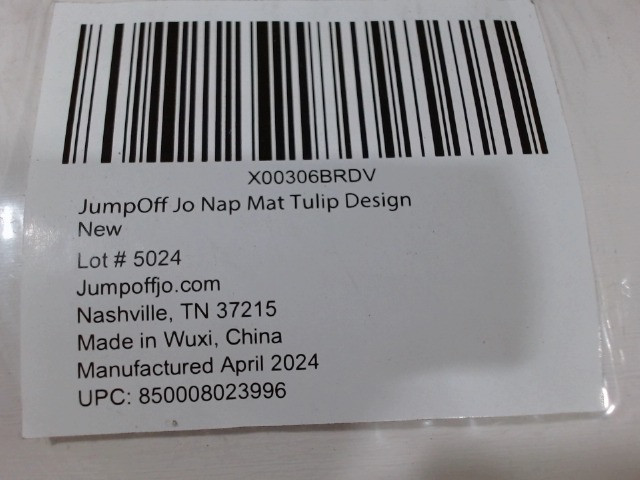 X00306BRDV
JumpOff Jo Nap Mat Tulip Design
New
Lot # 5024
Jumpoffjo.com
Nashville, TN 37215
Made in Wuxi, China
Manufactured April 2024
UPC: 850008023996